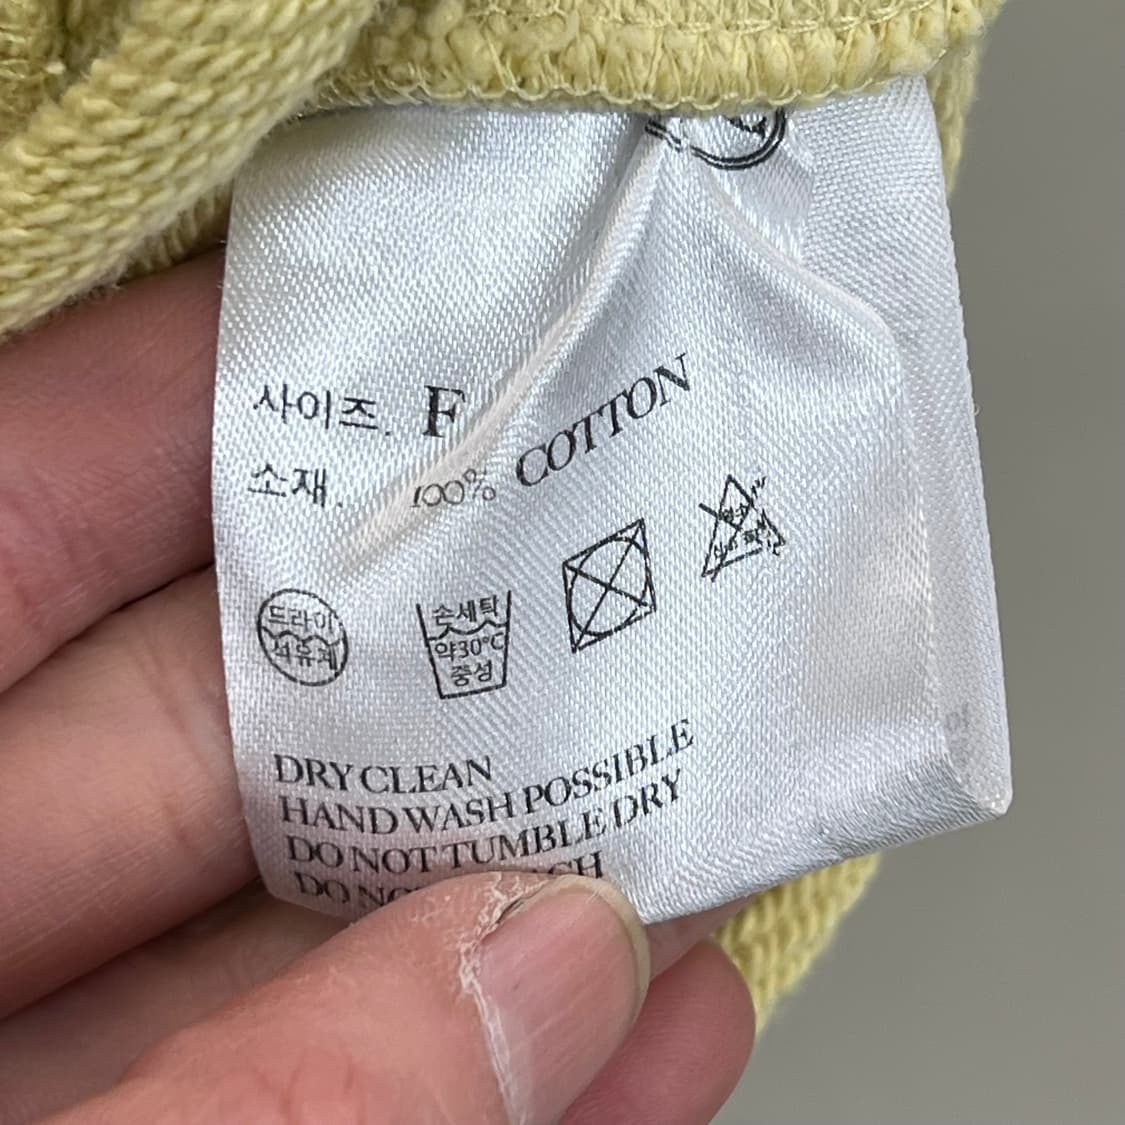 사이즈. F
소재. 100% COTTON
드라이
석유계
손세탁
약30°C
중성
DRY CLEAN
HAND WASH POSSIBLE
DO NOT TUMBLE DRY
DO